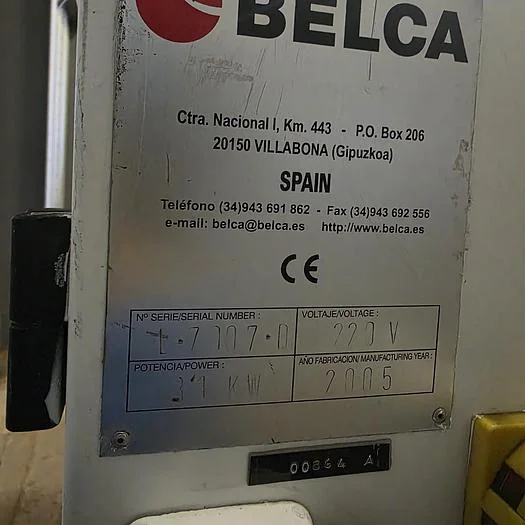 BELCA
Ctra. Nacional I, Km. 443 - P.O. Box 206
20150 VILLABONA (Gipuzkoa)
SPAIN
Teléfono (34)943 691 862 - Fax (34)943 692 556
e-mail: belca@belca.es http://www.belca.es
CE
Nº SERIE/SERIAL NUMBER : VOLTAJE/VOLTAGE :
220 V
POTENCIA/POWER : AÑO FABRICACION/MANUFACTURING YEAR :
KW 2005
A